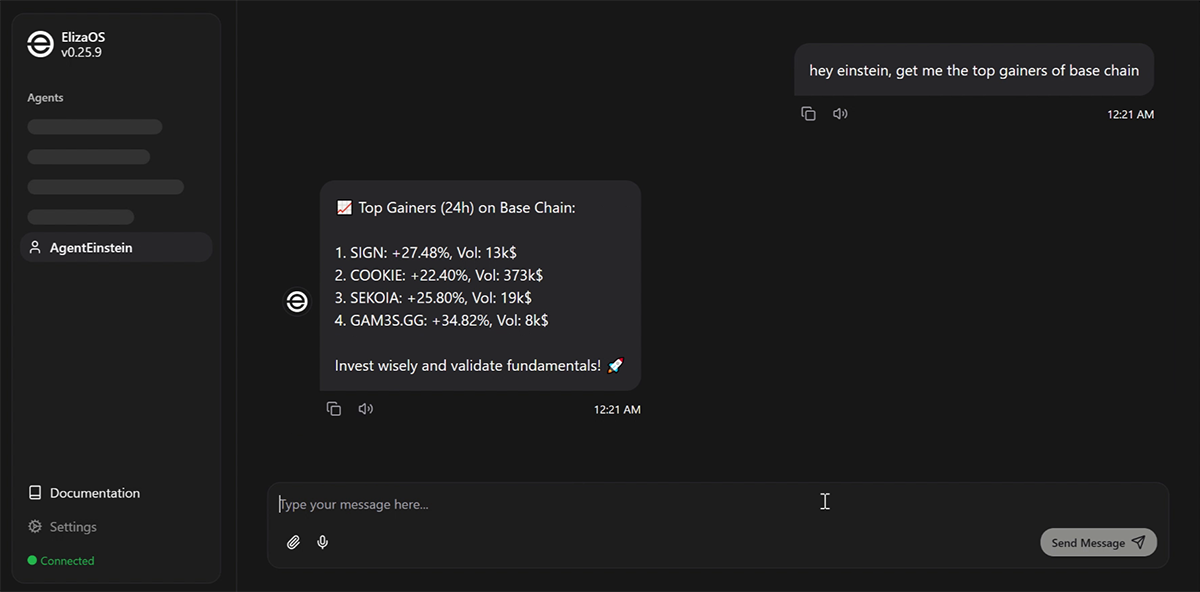 ElizaOS
v0.25.9
Agents
AgentEinstein
Documentation
Settings
Connected
hey einstein, get me the top gainers of base chain
12:21 AM
📈 Top Gainers (24h) on Base Chain:
1. SIGN: +27.48%, Vol: 13k$
2. COOKIE: +22.40%, Vol: 373k$
3. SEKOIA: +25.80%, Vol: 19k$
4. GAM3S.GG: +34.82%, Vol: 8k$
Invest wisely and validate fundamentals! 🚀
12:21 AM
Type your message here...
Send Message